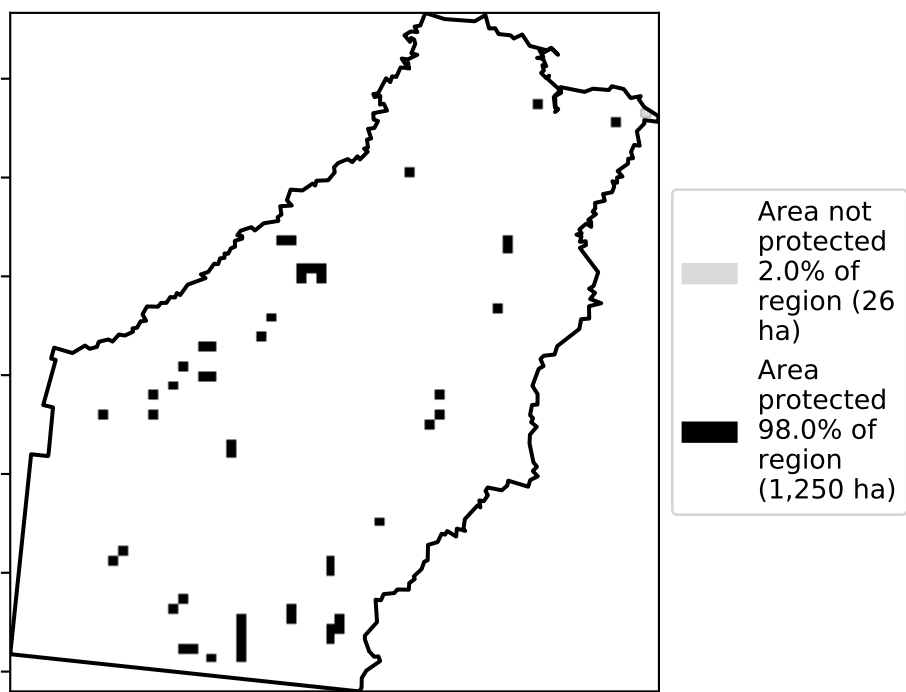 Area not
protected
2.0% of
region (26
ha)
Area
protected
98.0% of
region
(1,250 ha)